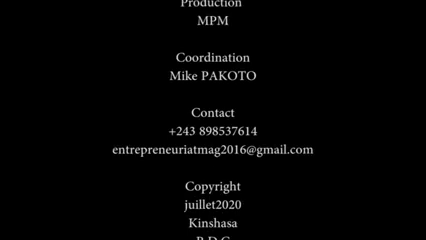 Production
MPM
Coordination
Mike PAKOTO
Contact
+243 898537614
entrepreneuriatmag2016@gmail.com
Copyright
juillet2020
Kinshasa
R.D.C